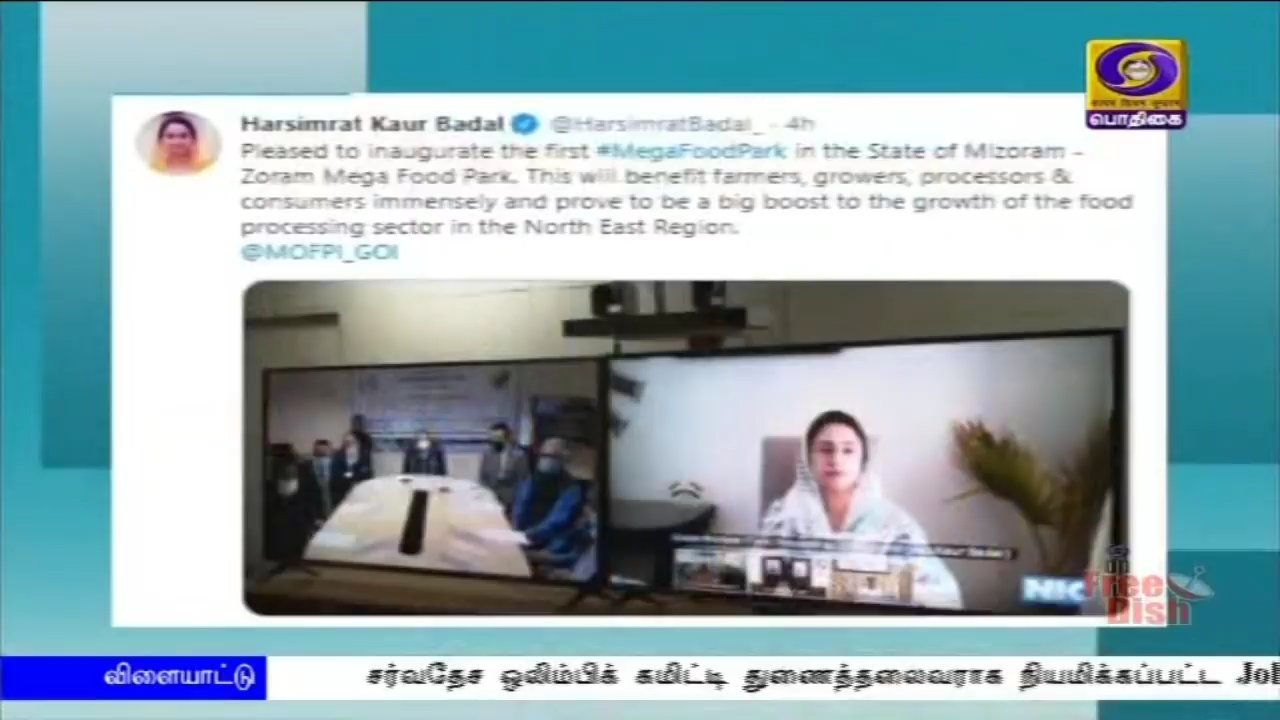 Harsimrat Kaur Badal @HarsimratBadal_ - 4h
Pleased to inaugurate the first #MegaFoodPark in the State of Mizoram -
Zoram Mega Food Park. This will benefit farmers, growers, processors &
consumers immensely and prove to be a big boost to the growth of the food
processing sector in the North East Region.
@MOFPI_GOI
பொதிகை
NIC
Free
Dish
விளையாட்டு
சர்வதேச ஒலிம்பிக் கமிட்டி துணைத்தலைவராக நியமிக்கப்பட்ட